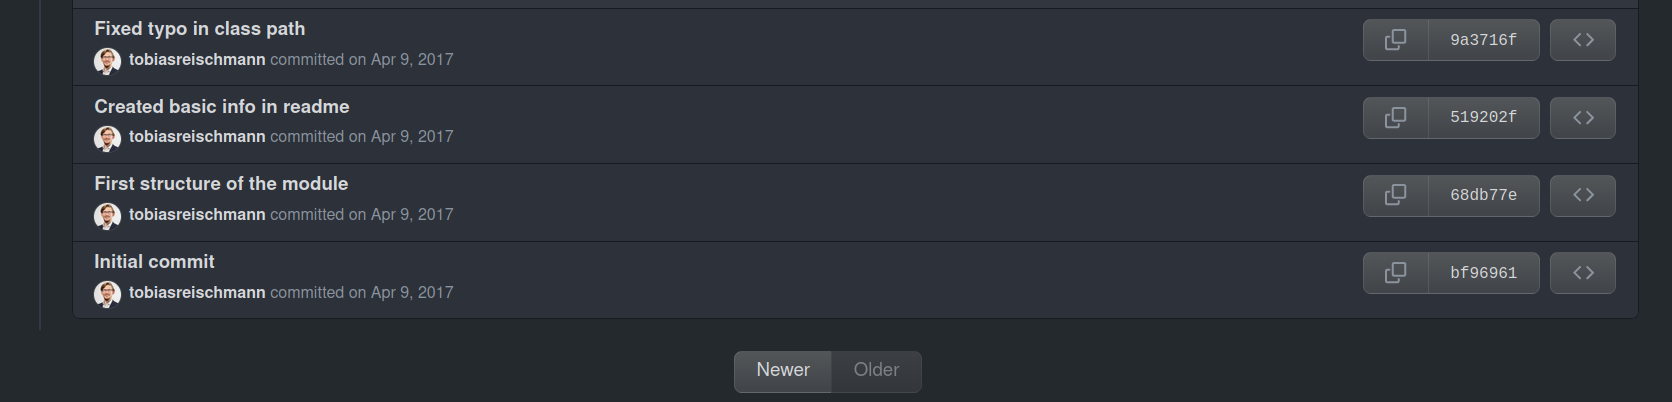 Fixed typo in class path
9a3716f
tobiasreischmann committed on Apr 9, 2017
Created basic info in readme
519202f
tobiasreischmann committed on Apr 9, 2017
First structure of the module
68db77e
tobiasreischmann committed on Apr 9, 2017
Initial commit
bf96961
tobiasreischmann committed on Apr 9, 2017
Newer Older